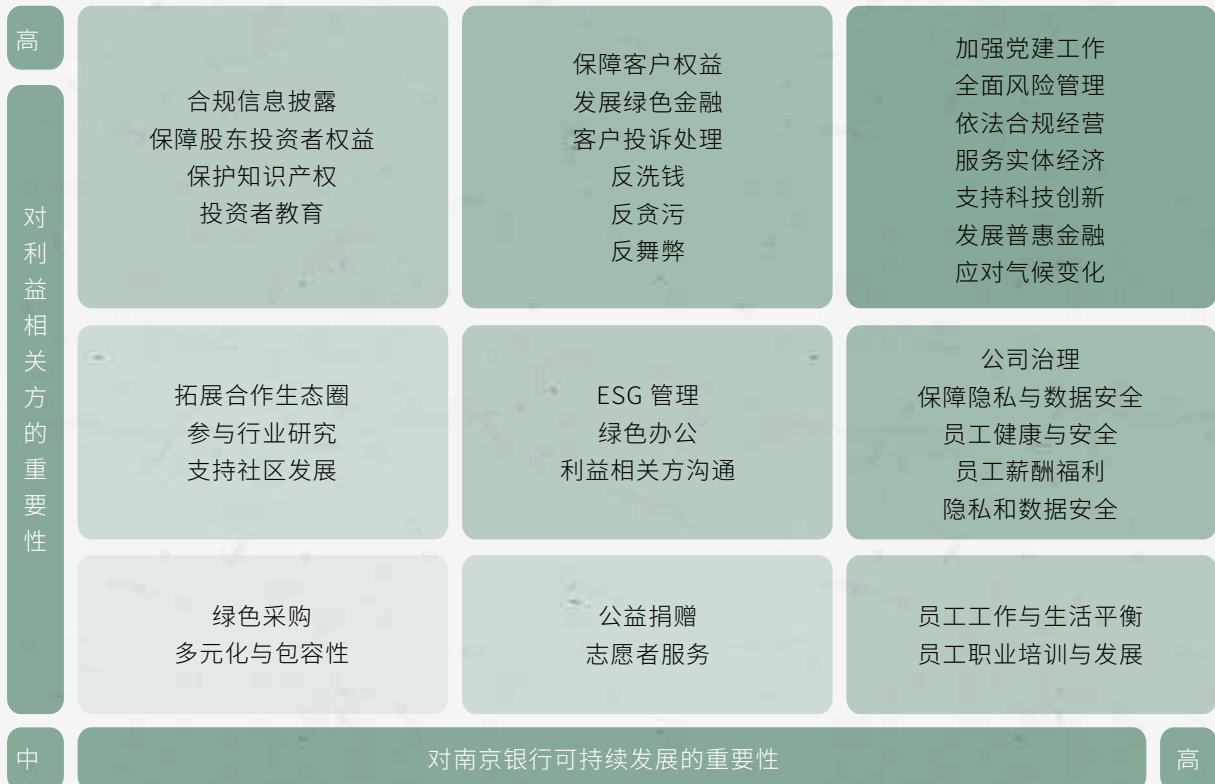 高
对利益相关方的重要性
合规信息披露
保障股东投资者权益
保护知识产权
投资者教育
保障客户权益
发展绿色金融
客户投诉处理
反洗钱
反贪污
反舞弊
加强党建工作
全面风险管理
依法合规经营
服务实体经济
支持科技创新
发展普惠金融
应对气候变化
拓展合作生态圈
参与行业研究
支持社区发展
ESG 管理
绿色办公
利益相关方沟通
公司治理
保障隐私与数据安全
员工健康与安全
员工薪酬福利
隐私和数据安全
绿色采购
多元化与包容性
公益捐赠
志愿者服务
员工工作与生活平衡
员工职业培训与发展
中
对南京银行可持续发展的重要性
高